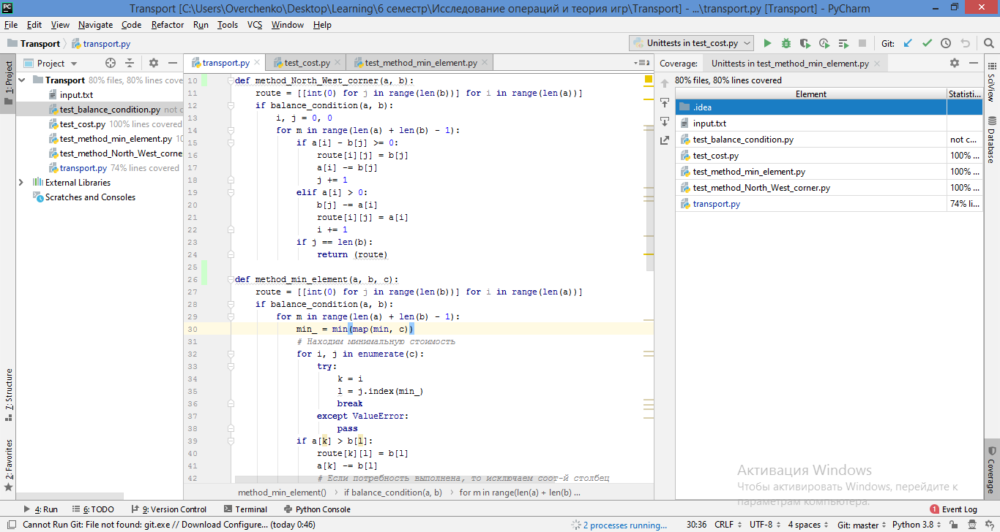 Transport [C:\Users\Overchenko\Desktop\Learning\6 семестр\Исследование операций и теория игр\Transport] - ...\transport.py [Transport] - PyCharm
File Edit View Navigate Code Refactor Run Tools VCS Window Help
Transport transport.py
Unittests in test_cost.py
Git:
1: Project
7: Structure
2: Favorites
Project
Transport 80% files, 80% lines cove
input.txt
test_balance_condition.py not c
test_cost.py 100% lines covered
test_method_min_element.py 10
test_method_North_West_corne
transport.py 74% lines covered
External Libraries
Scratches and Consoles
transport.py test_cost.py test_method_min_element.py
3
10 def method_North_West_corner(a, b):
11 route = [[int(0) for j in range(len(b))] for i in range(len(a))]
12 if balance_condition(a, b):
13 i, j = 0, 0
14 for m in range(len(a) + len(b) - 1):
15 if a[i] - b[j] >= 0:
16 route[i][j] = b[j]
17 a[i] -= b[j]
18 j += 1
19 elif a[i] > 0:
20 b[j] -= a[i]
21 route[i][j] = a[i]
22 i += 1
23 if j == len(b):
24 return (route)
25
26 def method_min_element(a, b, c):
27 route = [[int(0) for j in range(len(b))] for i in range(len(a))]
28 if balance_condition(a, b):
29 for m in range(len(a) + len(b) - 1):
30 min_ = min(map(min, c))
31 # Находим минимальную стоимость
32 for i, j in enumerate(c):
33 try:
34 k = i
35 l = j.index(min_)
36 break
37 except ValueError:
38 pass
39 if a[k] > b[l]:
40 route[k][l] = b[l]
41 a[k] -= b[l]
42 # Если потребность выполнена, то исключаем соот-й столбец
method_min_element() if balance_condition(a, b) for m in range(len(a) + len(b) ...
Coverage: Unittests in test_method_min_element.py
80% files, 80% lines covered
Element Statisti...
.idea
input.txt
test_balance_condition.py not c...
test_cost.py 100% ...
test_method_min_element.py 100% ...
test_method_North_West_corner.py 100% ...
transport.py 74% li...
SciView
Database
Coverage
Активация Windows
Чтобы активировать Windows, перейдите к
параметрам компьютера.
4: Run 6: TODO 9: Version Control Terminal Python Console 1 Event Log
Cannot Run Git: File not found: git.exe // Download Configure... (today 0:46) 2 processes running... 30:36 CRLF UTF-8 4 spaces Git: master Python 3.8